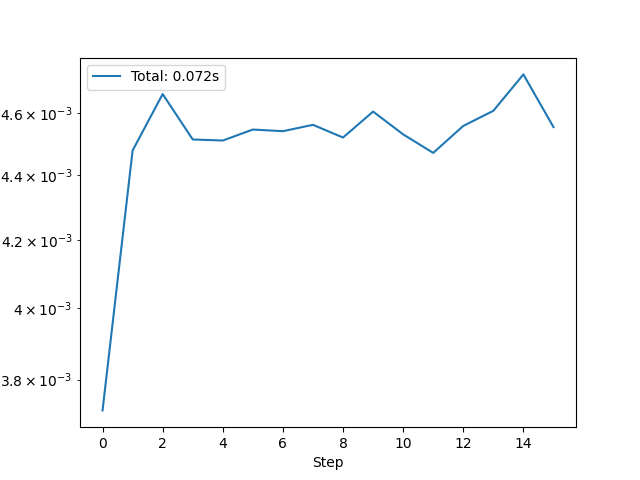 Total: 0.072s
4.6 × 10⁻³
4.4 × 10⁻³
4.2 × 10⁻³
4 × 10⁻³
3.8 × 10⁻³
0 2 4 6 8 10 12 14
Step